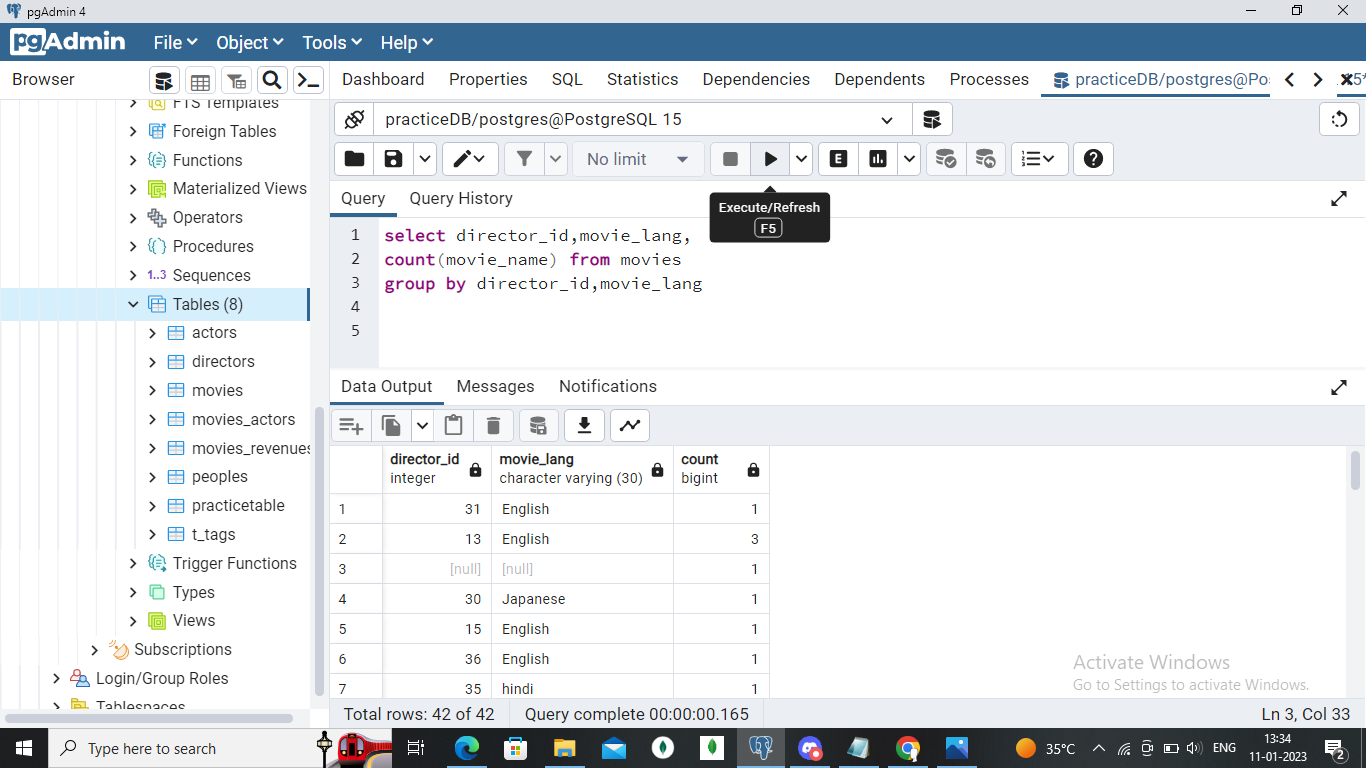 pgAdmin 4
pgAdmin File Object Tools Help
Browser
Dashboard Properties SQL Statistics Dependencies Dependents Processes practiceDB/postgres@Po 5*
FTS Templates
Foreign Tables
Functions
Materialized Views
Operators
Procedures
1..3 Sequences
Tables (8)
actors
directors
movies
movies_actors
movies_revenues
peoples
practicetable
t_tags
Trigger Functions
Types
Views
Subscriptions
Login/Group Roles
Tablespaces
practiceDB/postgres@PostgreSQL 15
No limit
E
Query Query History
Execute/Refresh
F5
1 select director_id,movie_lang,
2 count(movie_name) from movies
3 group by director_id,movie_lang
4
5
Data Output Messages Notifications
director_id movie_lang count
integer character varying (30) bigint
1 31 English 1
2 13 English 3
3 [null] [null] 1
4 30 Japanese 1
5 15 English 1
6 36 English 1
7 35 hindi 1
Activate Windows
Go to Settings to activate Windows.
Total rows: 42 of 42 Query complete 00:00:00.165 Ln 3, Col 33
Type here to search
35°C ENG
13:34
11-01-2023
2